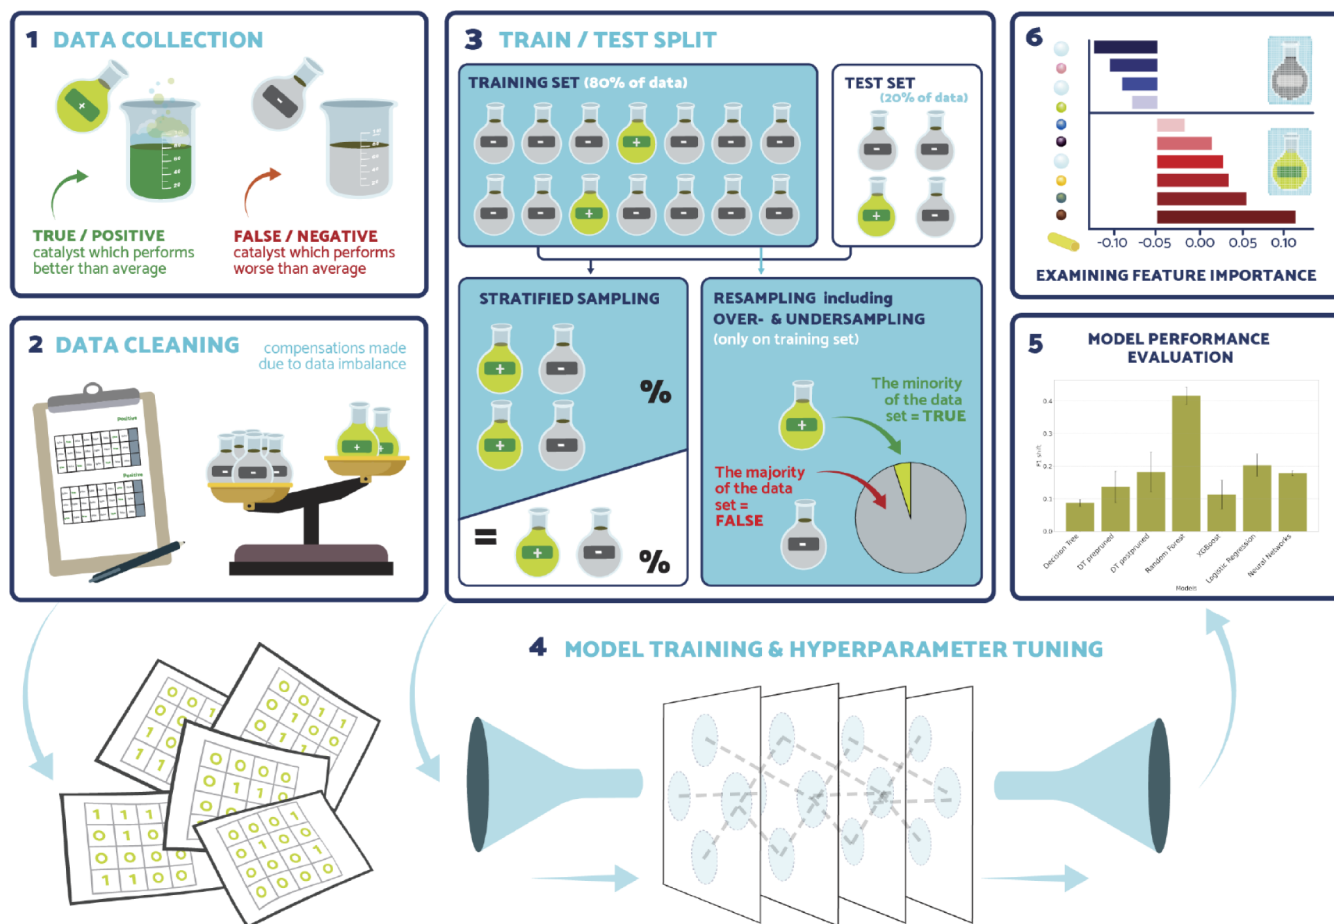 1 DATA COLLECTION
+
-
TRUE / POSITIVE
catalyst which performs
better than average
FALSE / NEGATIVE
catalyst which performs
worse than average
2 DATA CLEANING
compensations made
due to data imbalance
Positive
Positive
3 TRAIN / TEST SPLIT
TRAINING SET (80% of data)
- - - + - - -
- - + - - - -
TEST SET
(20% of data)
- -
+ -
STRATIFIED SAMPLING
+ -
%
+ -
= + - %
RESAMPLING including
OVER- & UNDERSAMPLING
(only on training set)
+
The minority
of the data
set = TRUE
The majority
of the data
set =
FALSE
-
6
-0.10 -0.05 0.00 0.05 0.10
EXAMINING FEATURE IMPORTANCE
5 MODEL PERFORMANCE
EVALUATION
0.4
0.3
0.2
0.1
0.0
F1 shift
Decision Tree
DT prepruned
DT postpruned
Random Forest
XGBoost
Logistic Regression
Neural Networks
Models
4 MODEL TRAINING & HYPERPARAMETER TUNING